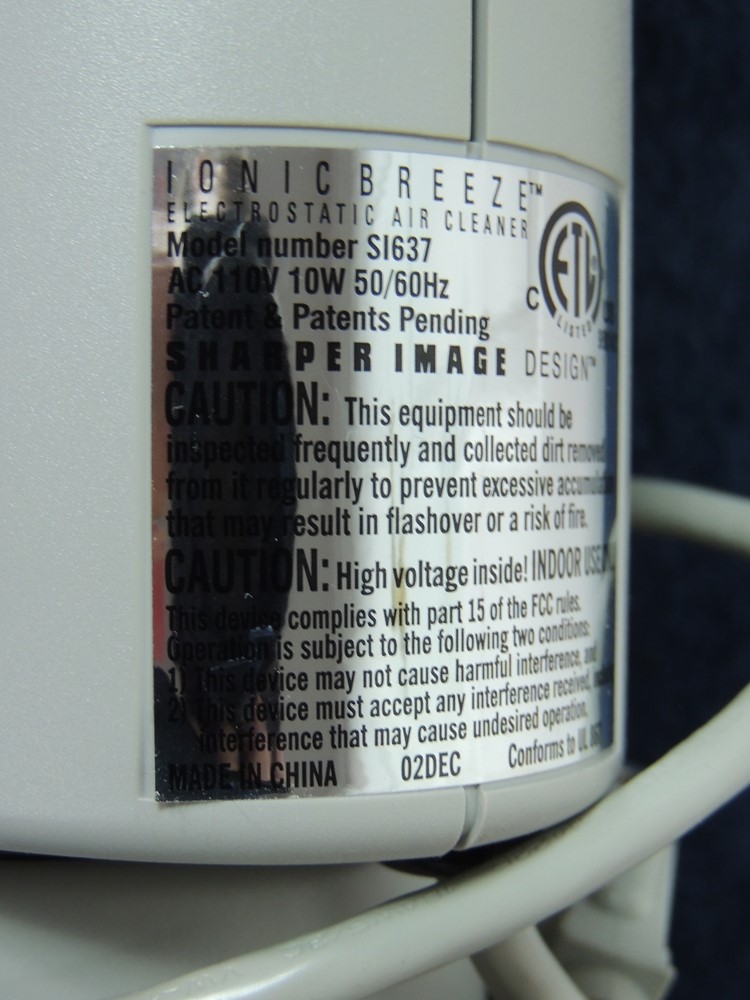 IONIC BREEZE™
ELECTROSTATIC AIR CLEANER
Model number SI637
AC 110V 10W 50/60Hz
Patent & Patents Pending
C ETL LISTED
SHARPER IMAGE DESIGN™
CAUTION: This equipment should be
inspected frequently and collected dirt removed
from it regularly to prevent excessive
that may result in flashover or a risk of fire.
CAUTION: High voltage inside! INDOOR USE
This device complies with part 15 of the FCC rules.
Operation is subject to the following two conditions:
1) This device may not cause harmful interference, and
2) This device must accept any interference received,
interference that may cause undesired operation.
MADE IN CHINA 02DEC Conforms to UL